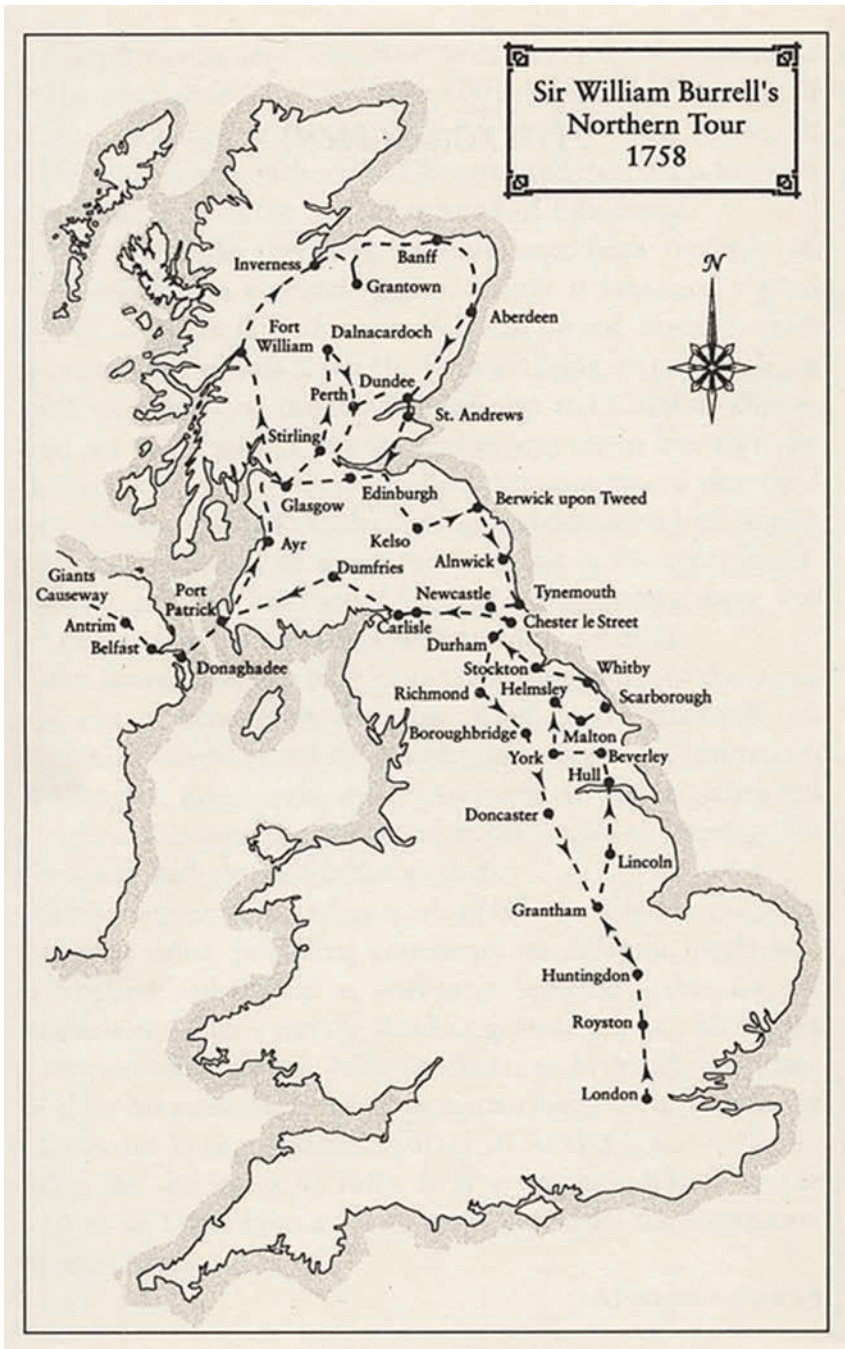 Sir William Burrell's
Northern Tour
1758
N
Inverness
Banff
Grantown
Aberdeen
Fort
William
Dalnacardoch
Dundee
Perth
St. Andrews
Stirling
Edinburgh
Glasgow
Berwick upon Tweed
Kelso
Ayr
Alnwick
Dumfries
Giants
Causeway
Port
Patrick
Newcastle
Tynemouth
Antrim
Carlisle
Chester le Street
Belfast
Durham
Donaghadee
Stockton
Whitby
Richmond
Helmsley
Scarborough
Boroughbridge
Malton
York
Beverley
Hull
Doncaster
Lincoln
Grantham
Huntingdon
Royston
London